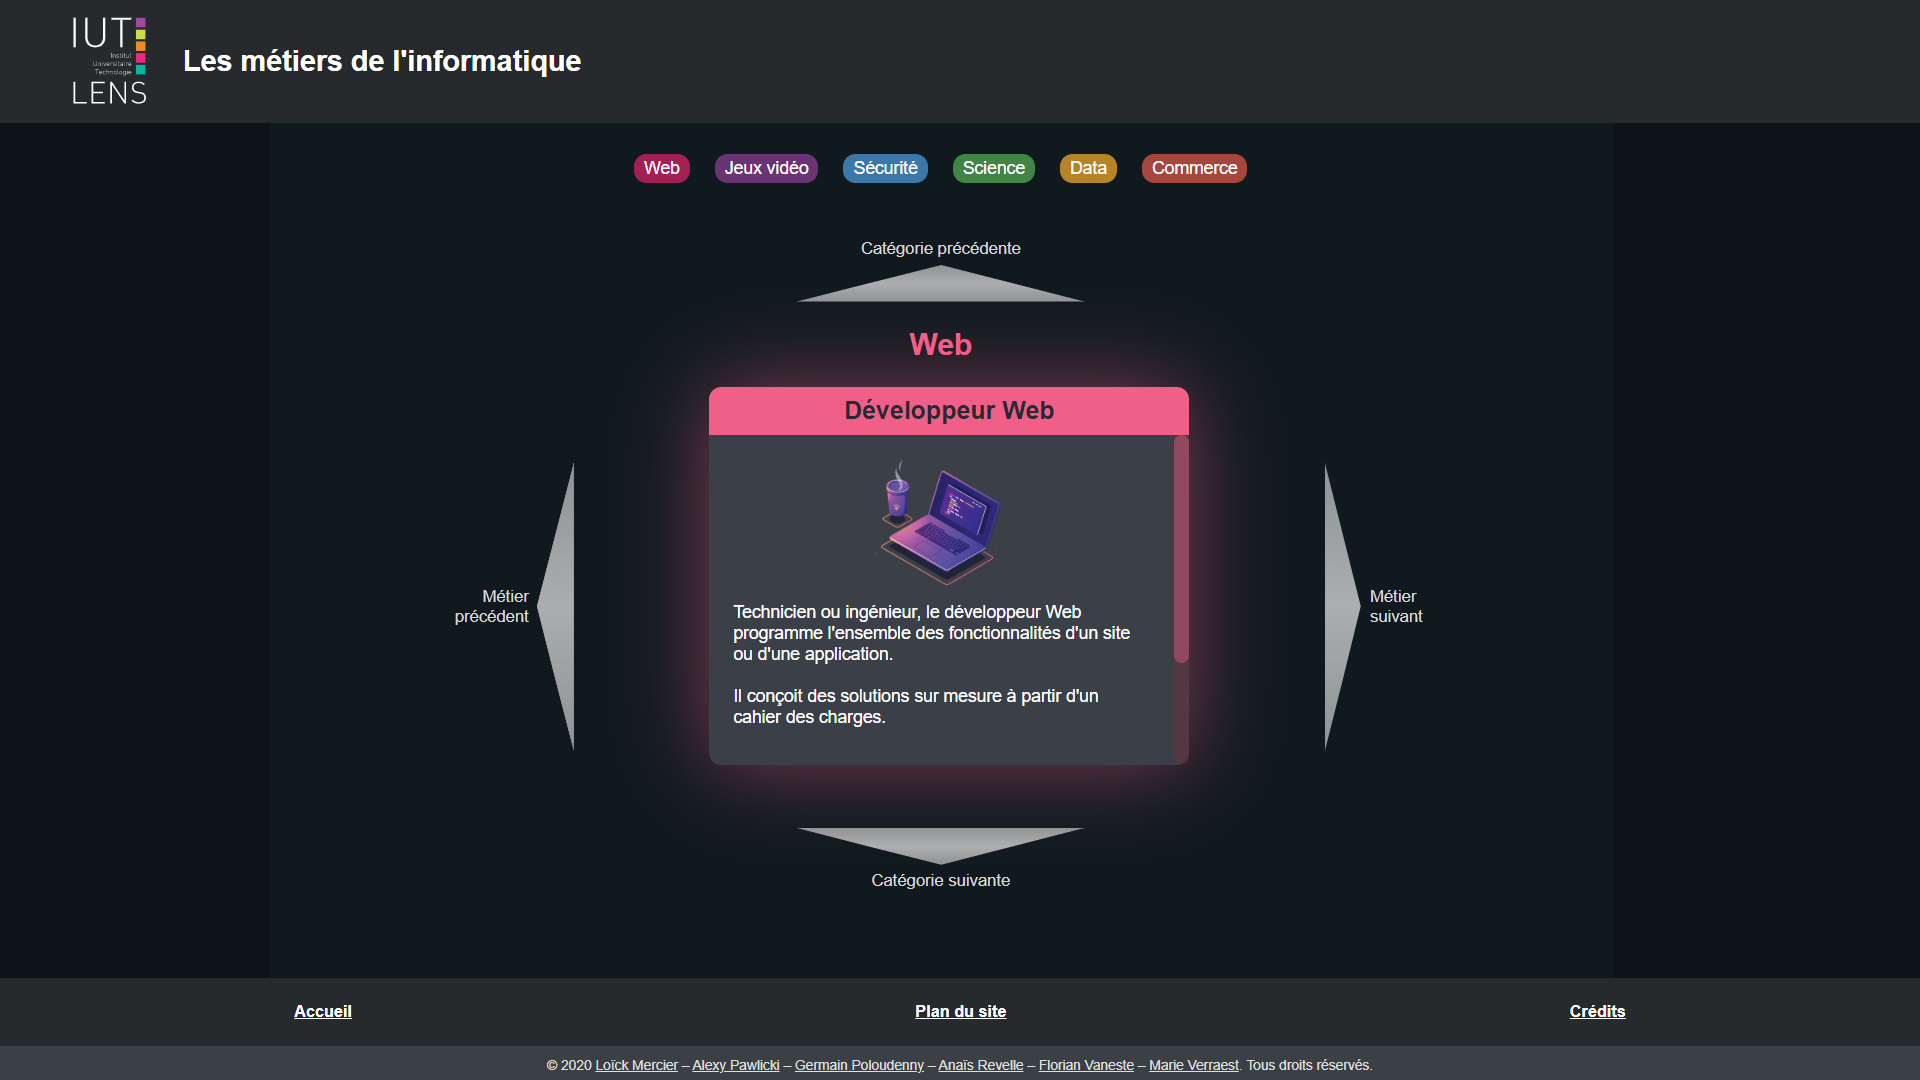 IUT
Institut
Universitaire
Technologie
LENS
Les métiers de l'informatique
Web
Jeux vidéo
Sécurité
Science
Data
Commerce
Catégorie précédente
Web
Développeur Web
Technicien ou ingénieur, le développeur Web
programme l'ensemble des fonctionnalités d'un site
ou d'une application.
Il conçoit des solutions sur mesure à partir d'un
cahier des charges.
Métier
précédent
Métier
suivant
Catégorie suivante
Accueil
Plan du site
Crédits
© 2020 Loïck Mercier – Alexy Pawlicki – Germain Poloudenny – Anaïs Revelle – Florian Vaneste – Marie Verraest. Tous droits réservés.